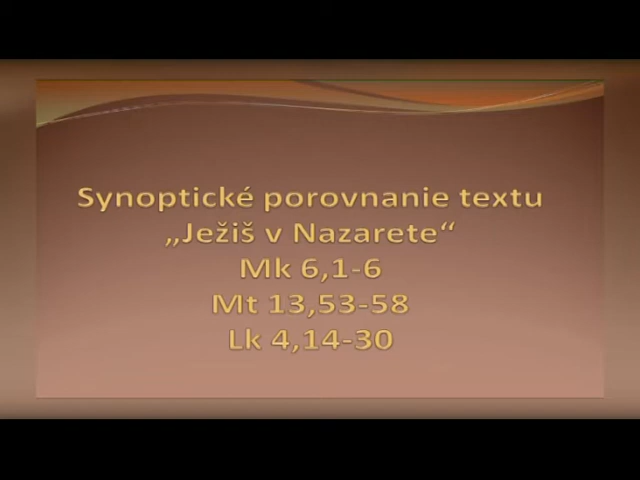 Synoptické porovnanie textu
„Ježiš v Nazarete“
Mk 6,1-6
Mt 13,53-58
Lk 4,14-30